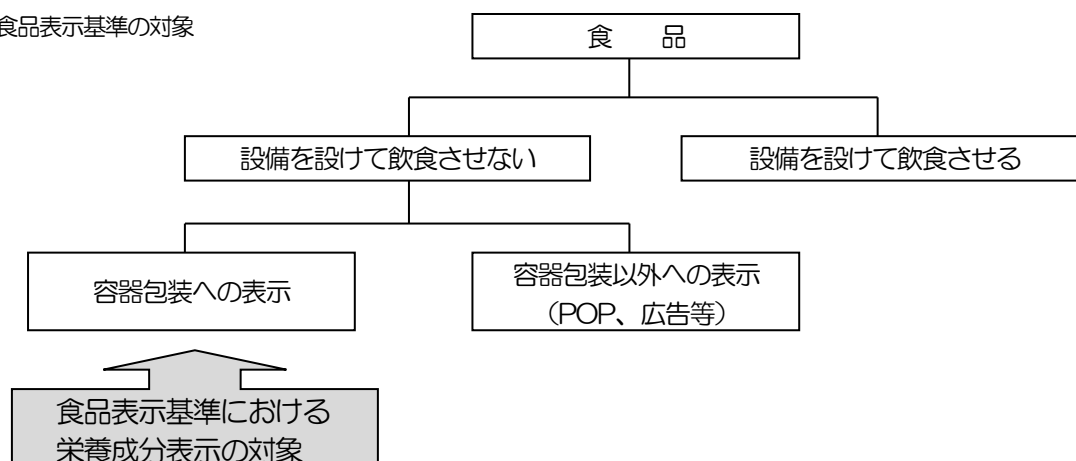 食品表示基準の対象
食　　品
設備を設けて飲食させない
設備を設けて飲食させる
容器包装への表示
容器包装以外への表示
（POP、広告等）
食品表示基準における
栄養成分表示の対象